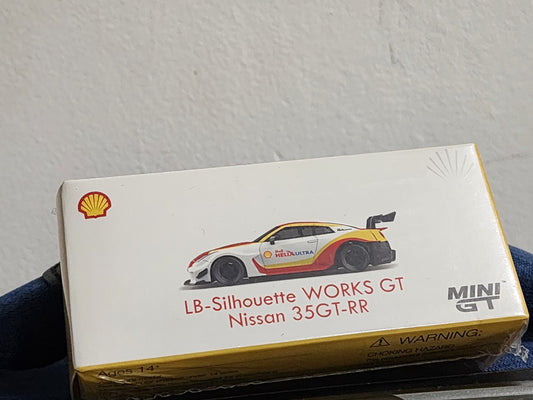 Shell
HELIX ULTRA
LB-Silhouette WORKS GT
Nissan 35GT-RR
MINI
GT
Ages 14+
⚠ WARNING:
CHOKING HAZARD